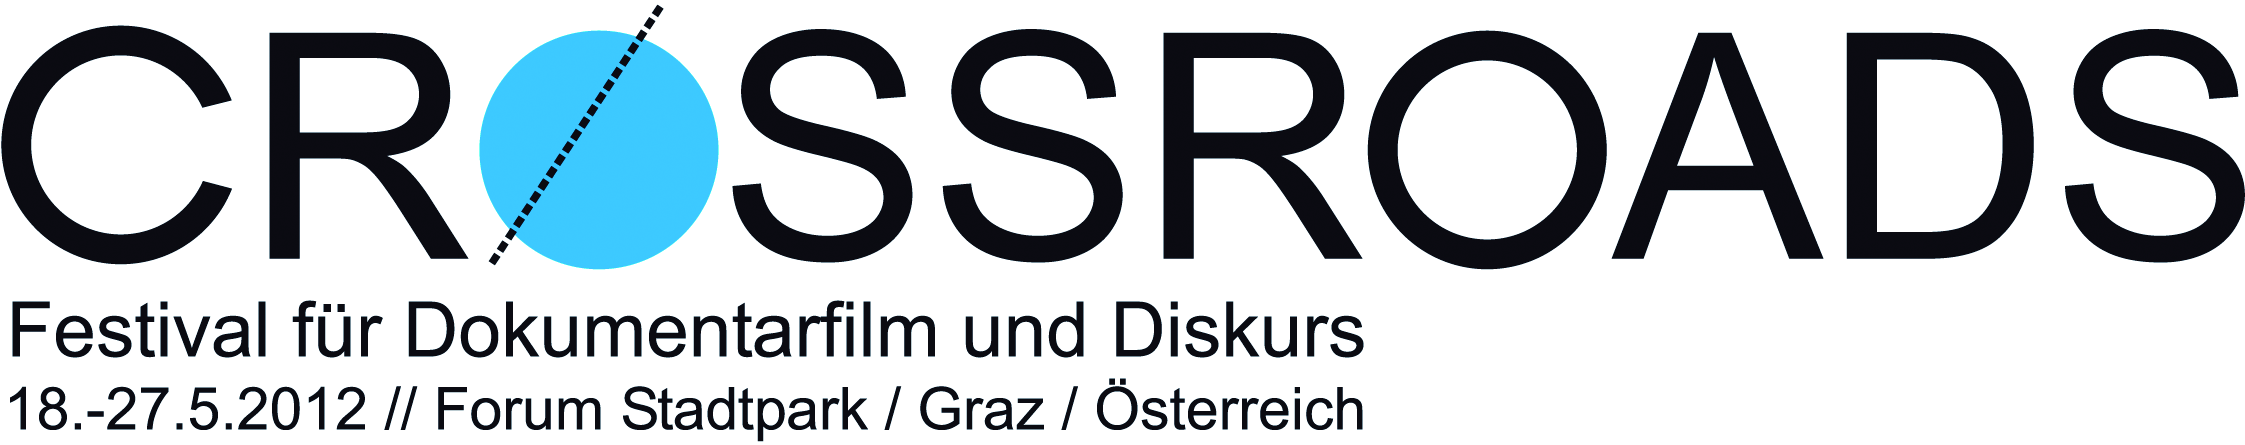 CROSSROADS
Festival für Dokumentarfilm und Diskurs
18.-27.5.2012 // Forum Stadtpark / Graz / Österreich